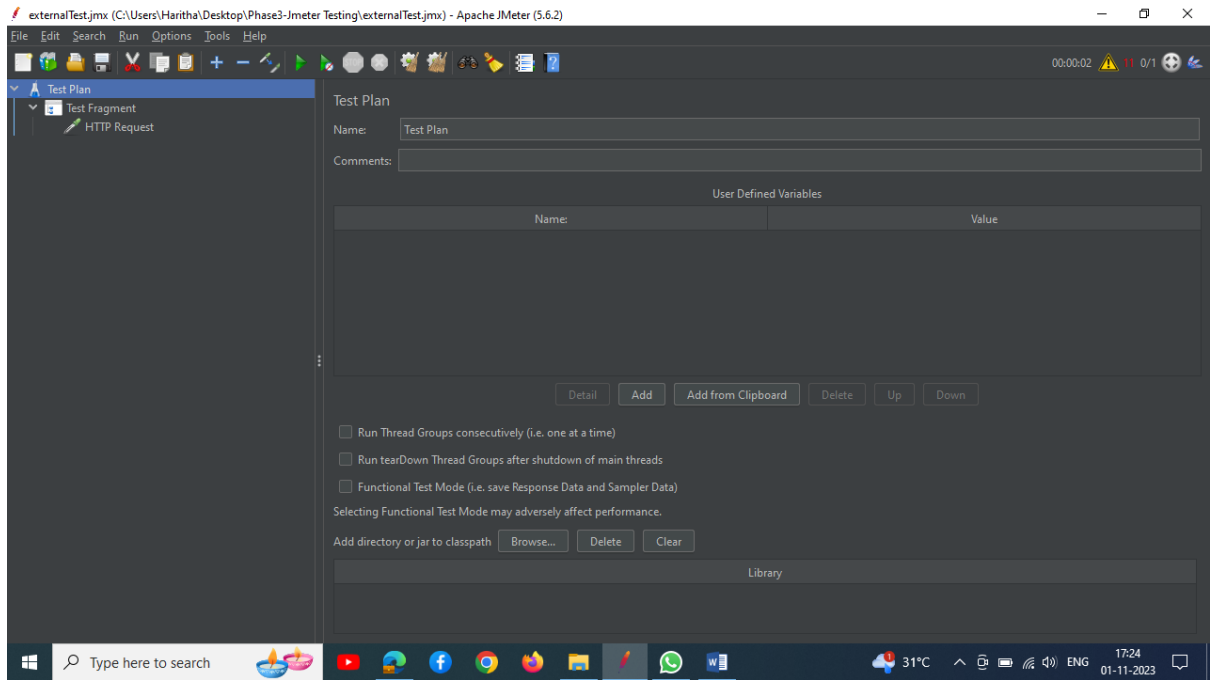 externalTest.jmx (C:\Users\Haritha\Desktop\Phase3-Jmeter Testing\externalTest.jmx) - Apache JMeter (5.6.2)
File Edit Search Run Options Tools Help
00:00:02 0/1
Test Plan
Test Fragment
HTTP Request
Test Plan
Name: Test Plan
Comments:
User Defined Variables
Name: Value
Detail Add Add from Clipboard Delete Up Down
Run Thread Groups consecutively (i.e. one at a time)
Run tearDown Thread Groups after shutdown of main threads
Functional Test Mode (i.e. save Response Data and Sampler Data)
Selecting Functional Test Mode may adversely affect performance.
Add directory or jar to classpath Browse... Delete Clear
Library
Type here to search
1 31°C ENG 17:24
01-11-2023